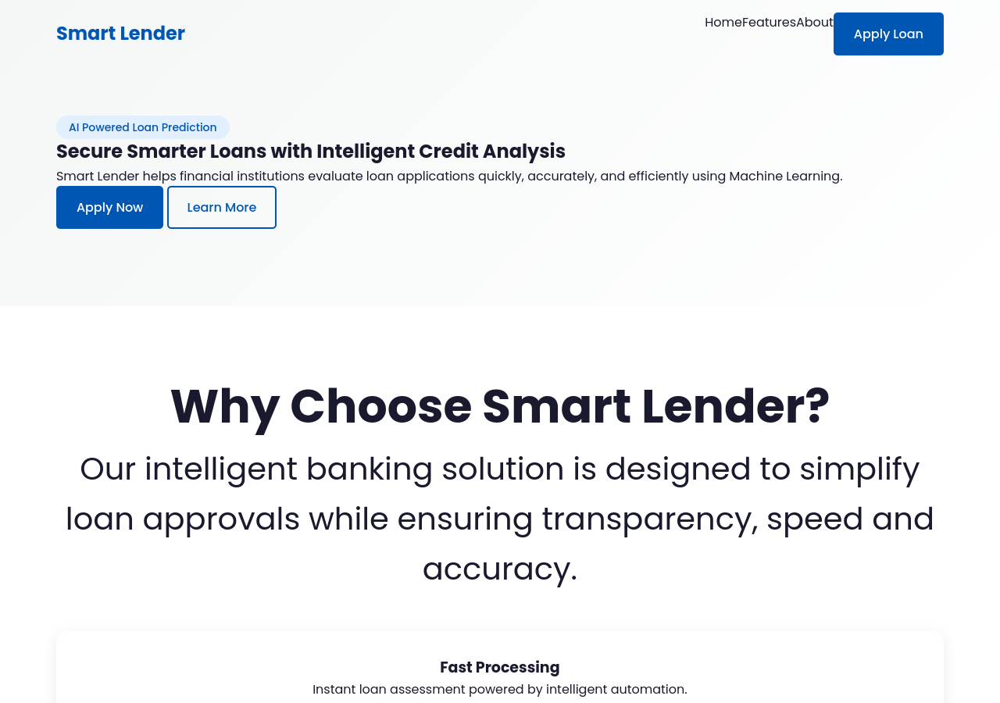 Smart Lender
Home Features About Apply Loan
AI Powered Loan Prediction
Secure Smarter Loans with Intelligent Credit Analysis
Smart Lender helps financial institutions evaluate loan applications quickly, accurately, and efficiently using Machine Learning.
Apply Now Learn More
Why Choose Smart Lender?
Our intelligent banking solution is designed to simplify
loan approvals while ensuring transparency, speed and
accuracy.
Fast Processing
Instant loan assessment powered by intelligent automation.